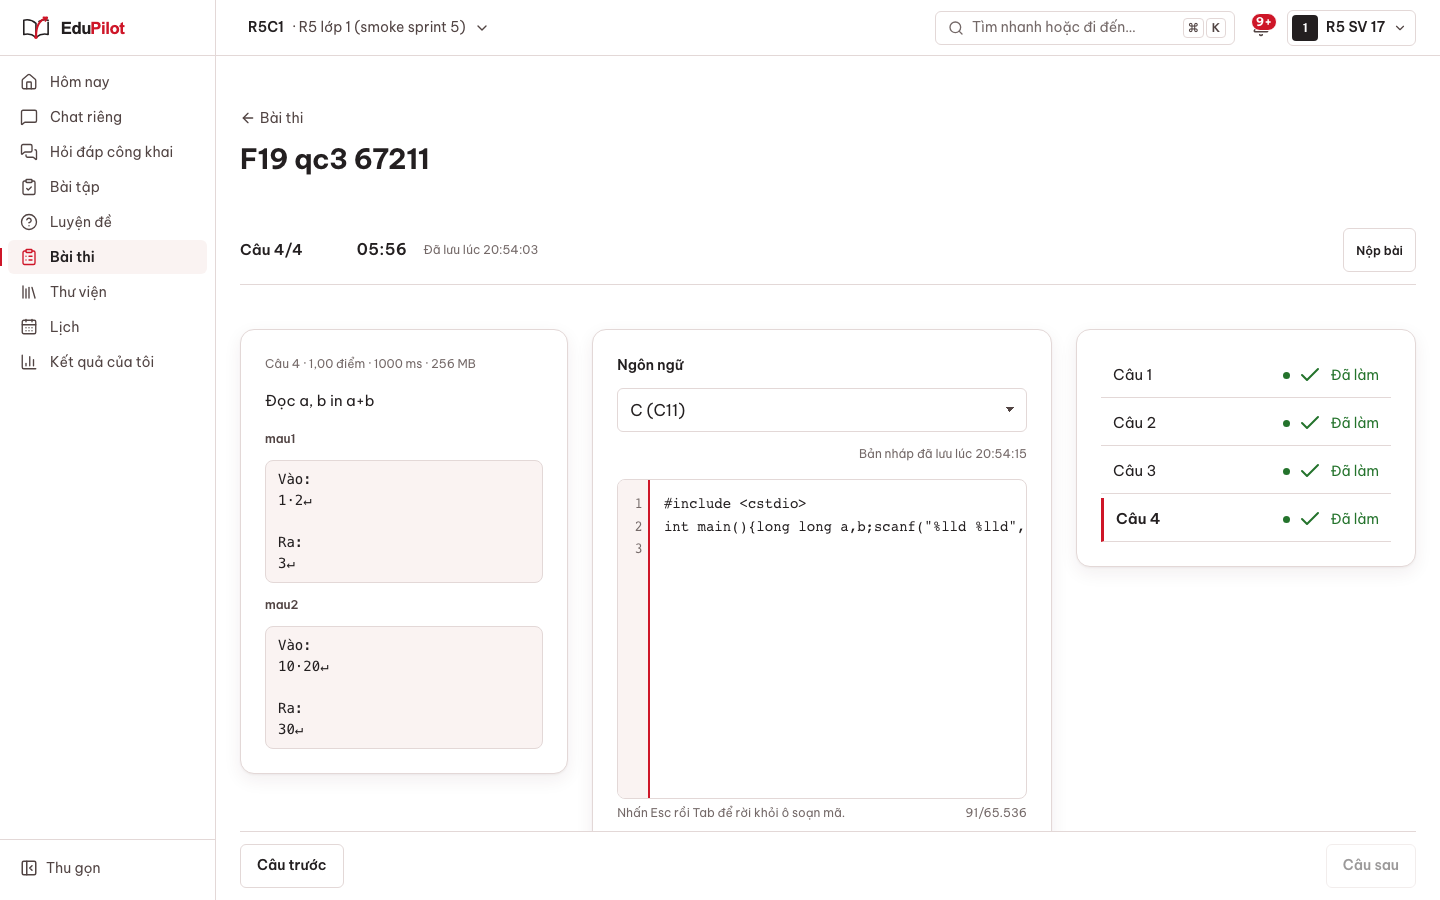 EduPilot
R5C1 · R5 lớp 1 (smoke sprint 5)
Tìm nhanh hoặc đi đến... ⌘ K
9+
1 R5 SV 17
Hôm nay
Chat riêng
Hỏi đáp công khai
Bài tập
Luyện đề
Bài thi
Thư viện
Lịch
Kết quả của tôi
Thu gọn
← Bài thi
F19 qc3 67211
Câu 4/4 05:56 Đã lưu lúc 20:54:03
Nộp bài
Câu 4 · 1,00 điểm · 1000 ms · 256 MB
Đọc a, b in a+b
mau1
Vào:
1·2↵
Ra:
3↵
mau2
Vào:
10·20↵
Ra:
30↵
Ngôn ngữ
C (C11)
Bản nháp đã lưu lúc 20:54:15
1 #include <cstdio>
2 int main(){long long a,b;scanf("%lld %lld",
3
Nhấn Esc rồi Tab để rời khỏi ô soạn mã. 91/65.536
Câu 1 Đã làm
Câu 2 Đã làm
Câu 3 Đã làm
Câu 4 Đã làm
Câu trước
Câu sau